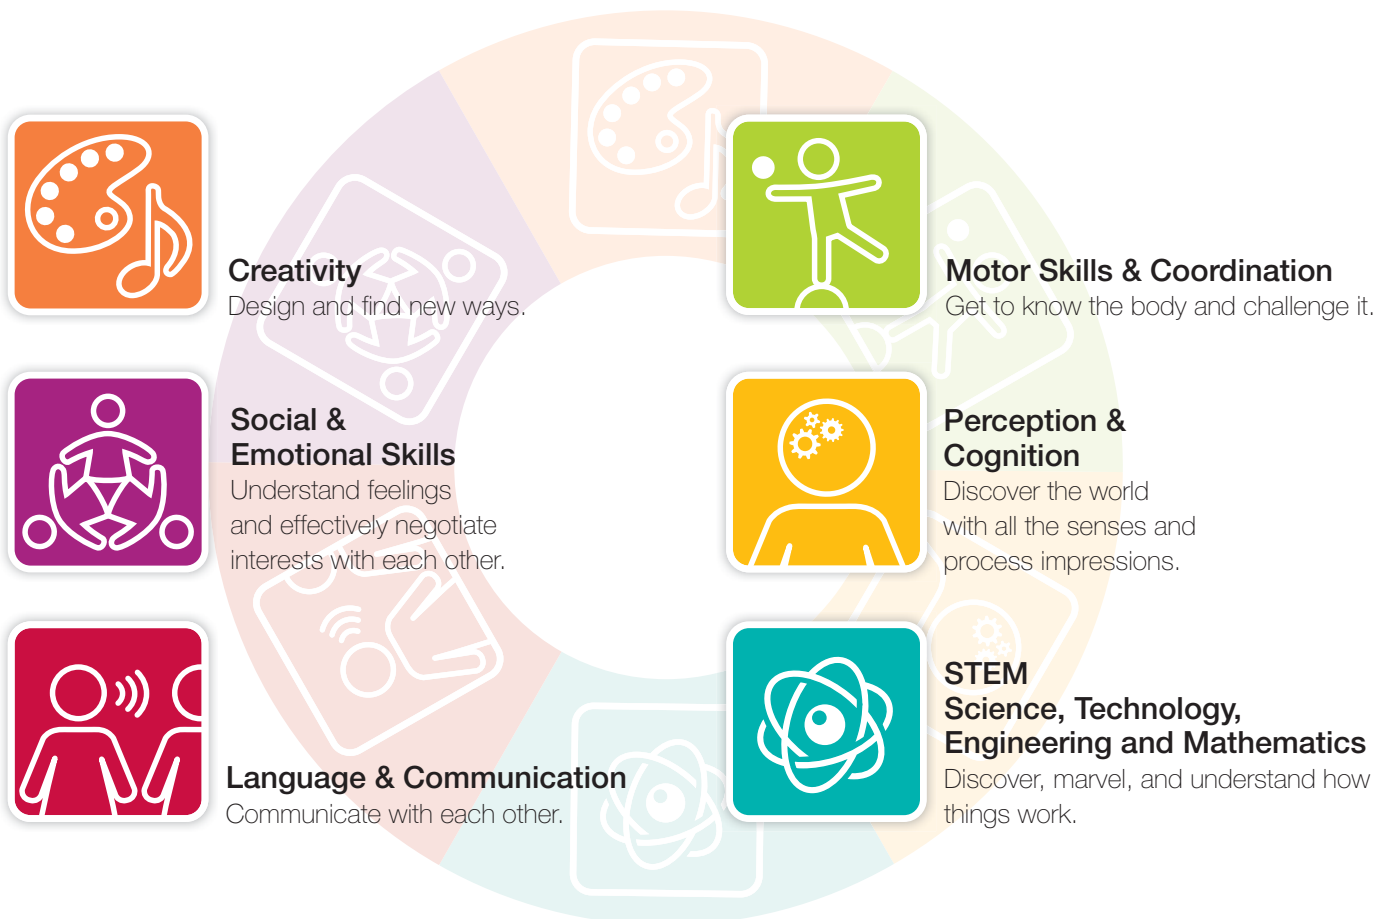 Creativity
Design and find new ways.
Social &
Emotional Skills
Understand feelings
and effectively negotiate
interests with each other.
Language & Communication
Communicate with each other.
Motor Skills & Coordination
Get to know the body and challenge it.
Perception &
Cognition
Discover the world
with all the senses and
process impressions.
STEM
Science, Technology,
Engineering and Mathematics
Discover, marvel, and understand how
things work.